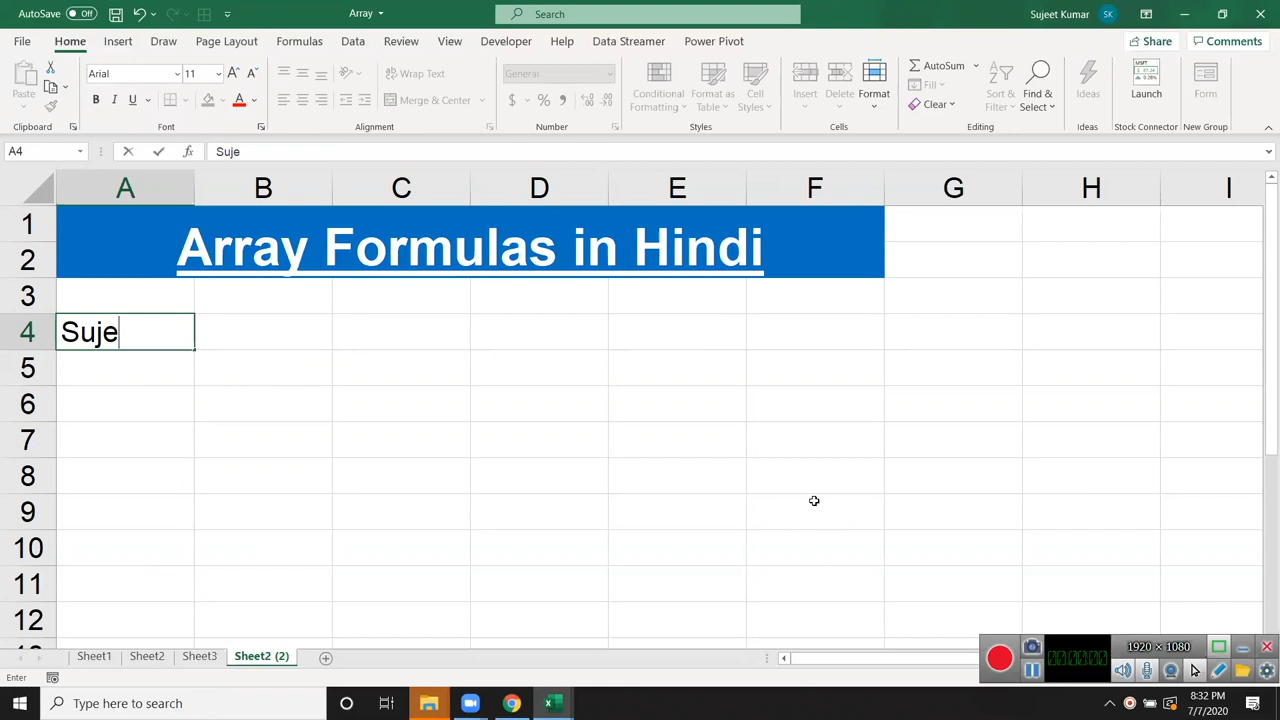 AutoSave Off Array Search Sujeet Kumar SK
File Home Insert Draw Page Layout Formulas Data Review View Developer Help Data Streamer Power Pivot Share Comments
Paste Arial 11 Wrap Text General Conditional Formatting Format as Table Cell Styles Insert Delete Format AutoSum Fill Clear Sort & Filter Find & Select Ideas Launch Form
B I U A Merge & Center $ %
Clipboard Font Alignment Number Styles Cells Editing Ideas Stock Connector New Group
A4 fx Suje
A B C D E F G H I
1
Array Formulas in Hindi
2
3
4 Suje
5
6
7
8
9
10
11
12
1920 × 1080
00:00:00
Sheet1 Sheet2 Sheet3 Sheet2 (2)
Enter
Type here to search
8:32 PM
7/7/2020